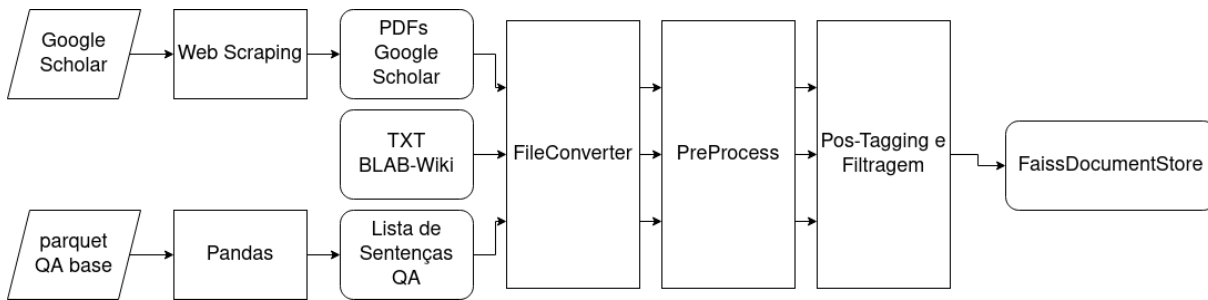 Google
Scholar
Web Scraping
PDFs
Google
Scholar
TXT
BLAB-Wiki
parquet
QA base
Pandas
Lista de
Sentenças
QA
FileConverter
PreProcess
Pos-Tagging e
Filtragem
FaissDocumentStore